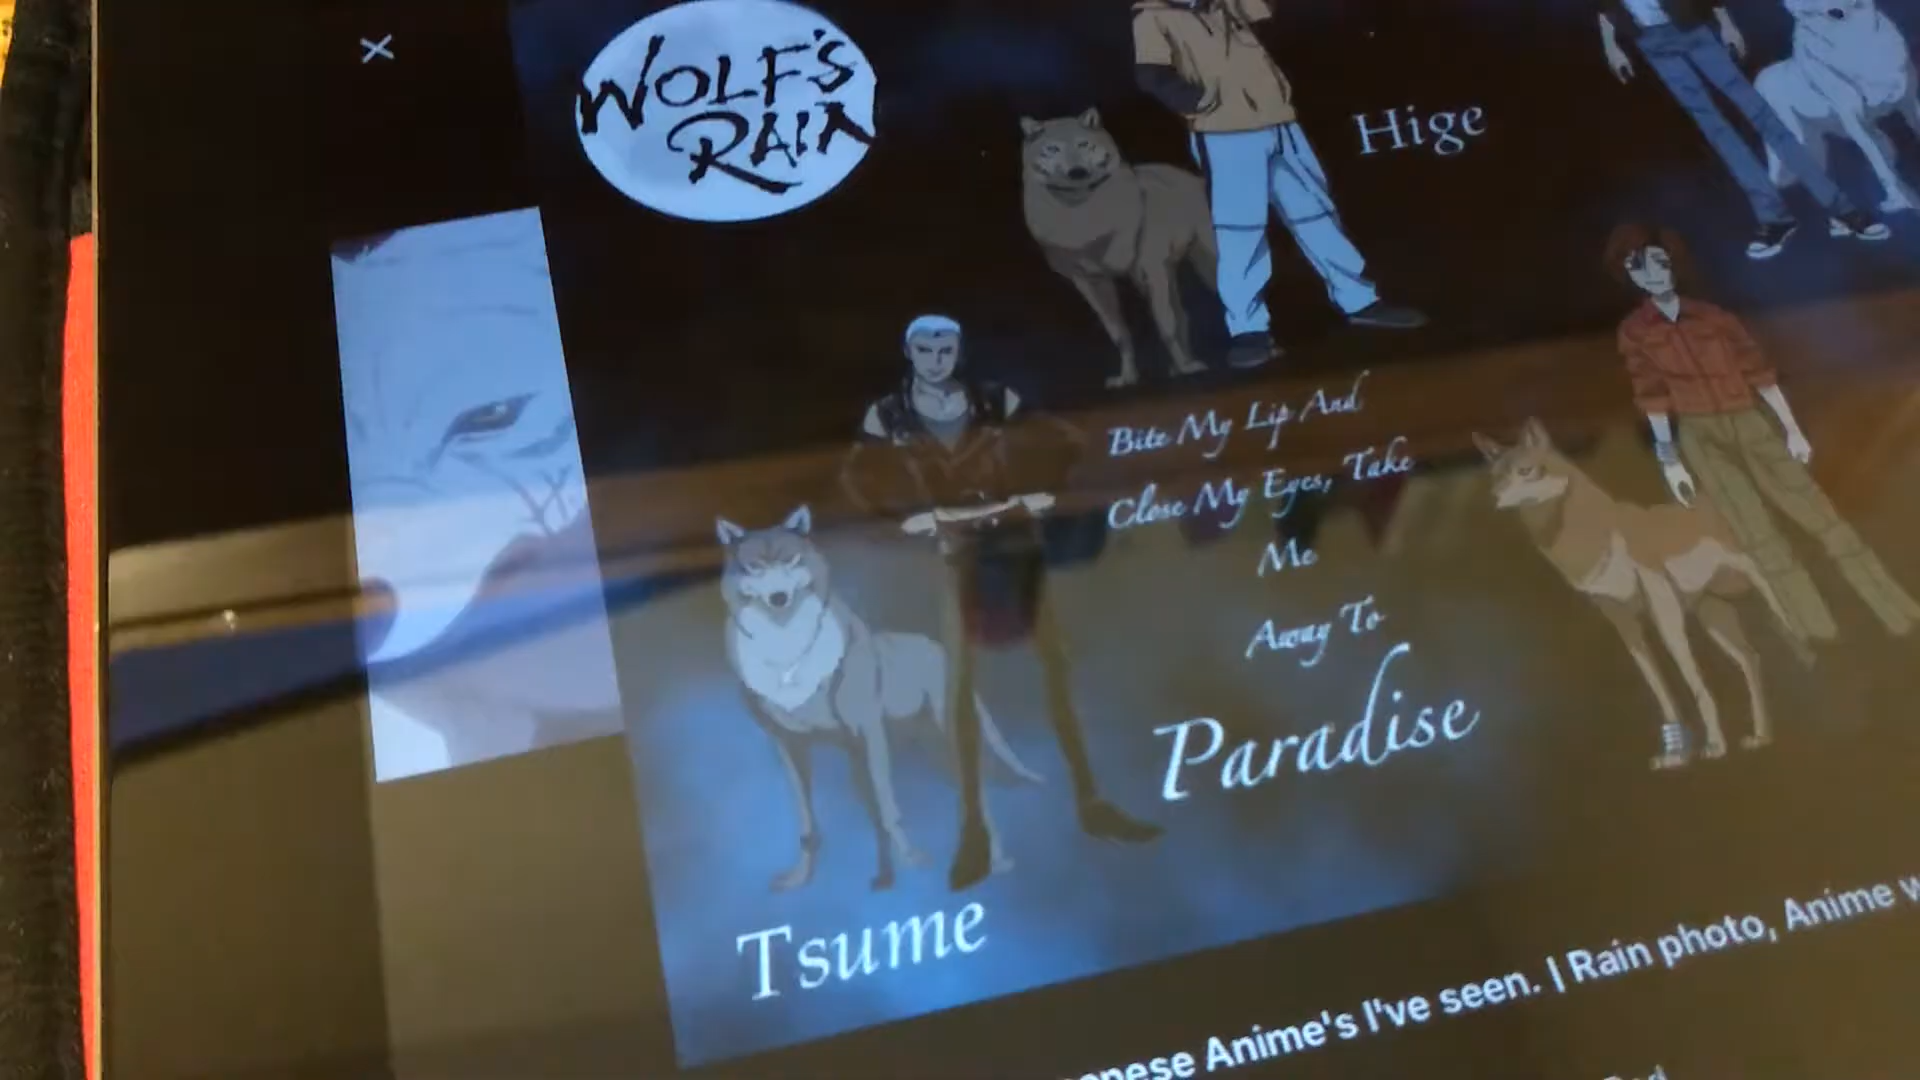 WOLF'S
RAIN
Hige
Bite My Lip And
Close My Eyes, Take
Me
Away To
Paradise
Tsume
Anime's I've seen. | Rain photo, Anime